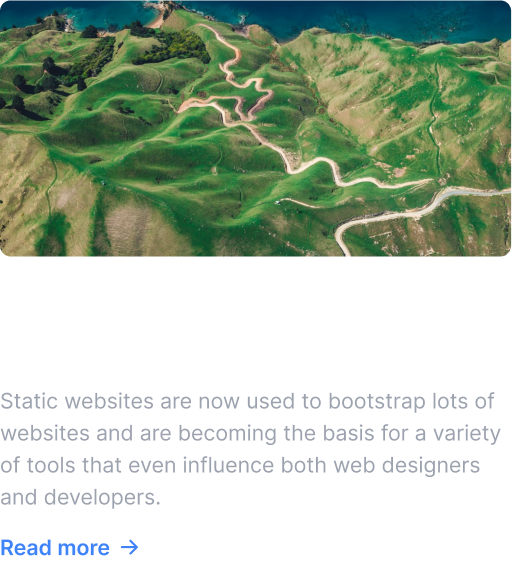 Static websites are now used to bootstrap lots of
websites and are becoming the basis for a variety
of tools that even influence both web designers
and developers.
Read more →